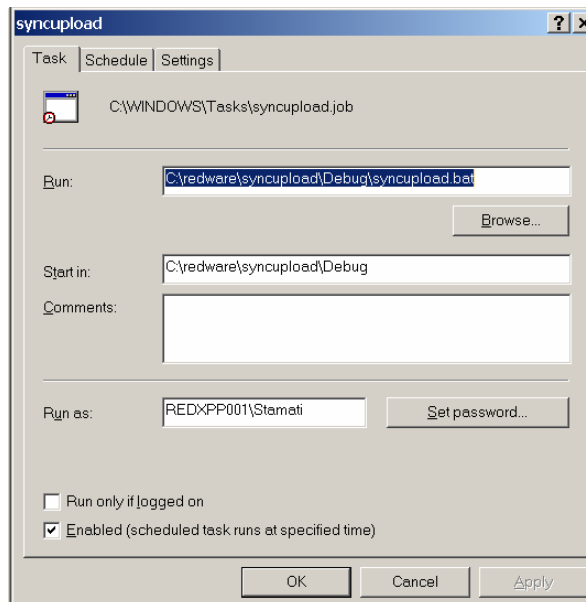 syncupload
Task Schedule Settings
C:\WINDOWS\Tasks\syncupload.job
Run: C:\redware\syncupload\Debug\syncupload.bat
Browse...
Start in: C:\redware\syncupload\Debug
Comments:
Run as: REDXPP001\Stamati Set password...
Run only if logged on
Enabled (scheduled task runs at specified time)
OK Cancel Apply